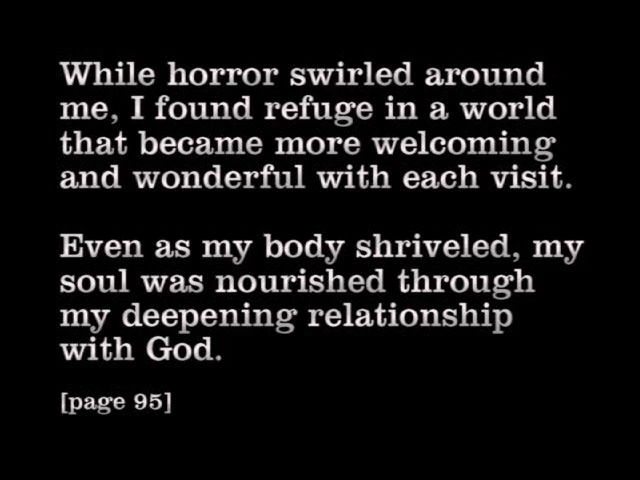 While horror swirled around
me, I found refuge in a world
that became more welcoming
and wonderful with each visit.
Even as my body shriveled, my
soul was nourished through
my deepening relationship
with God.
[page 95]